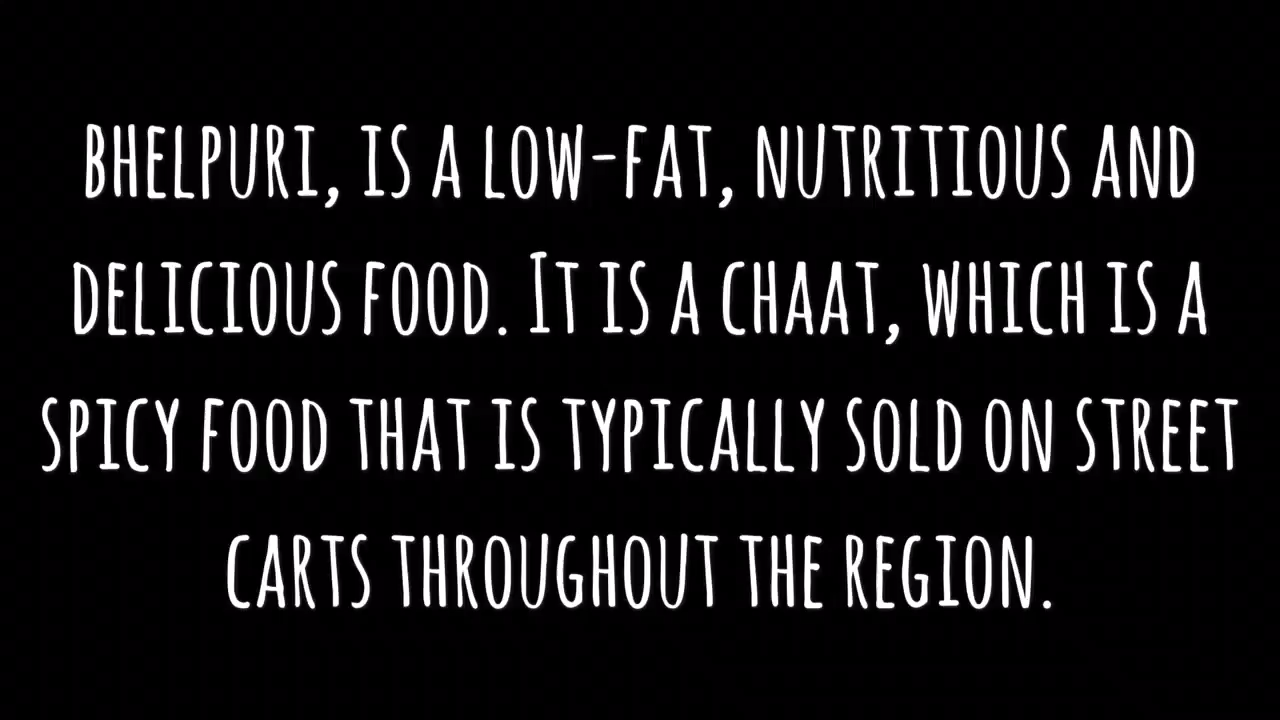 BHELPURI, IS A LOW-FAT, NUTRITIOUS AND
DELICIOUS FOOD. IT IS A CHAAT, WHICH IS A
SPICY FOOD THAT IS TYPICALLY SOLD ON STREET
CARTS THROUGHOUT THE REGION.